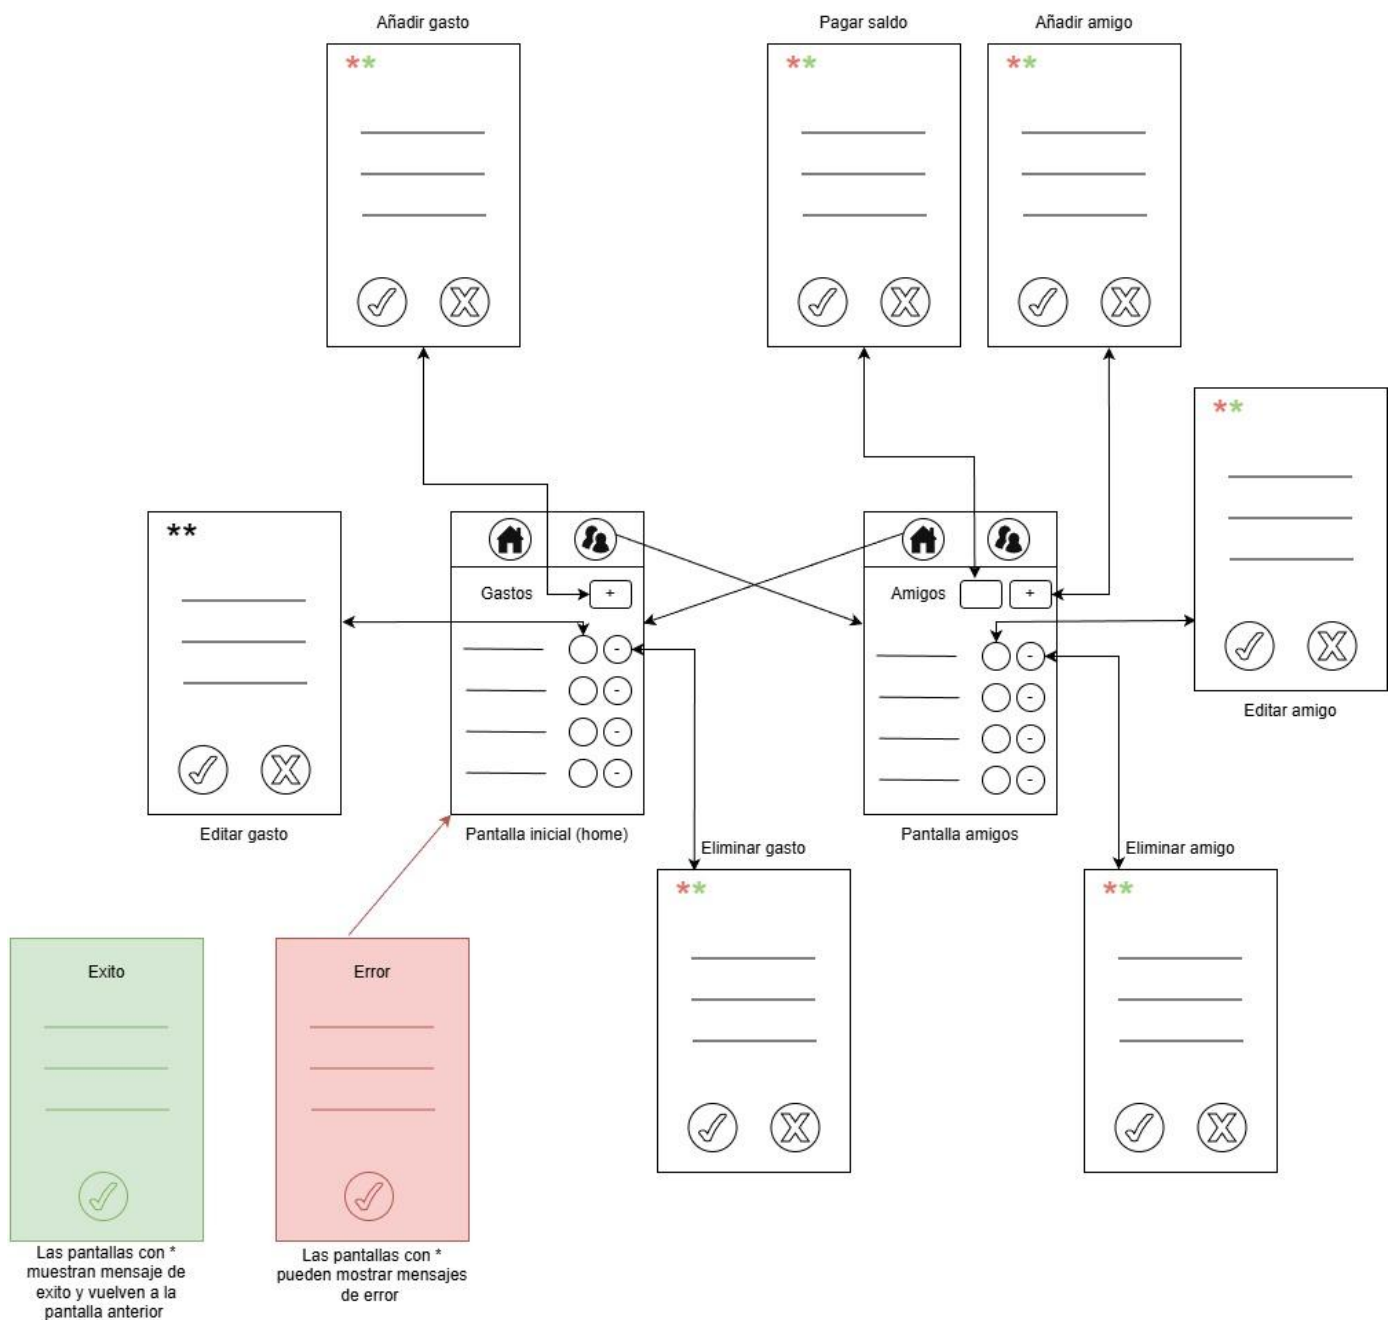 Añadir gasto
Pagar saldo
Añadir amigo
**
**
**
**
**
Gastos
+
Amigos
+
-
-
-
-
-
-
-
-
Editar amigo
Editar gasto
Pantalla inicial (home)
Pantalla amigos
Eliminar gasto
Eliminar amigo
**
**
Exito
Error
Las pantallas con *
muestran mensaje de
exito y vuelven a la
pantalla anterior
Las pantallas con *
pueden mostrar mensajes
de error